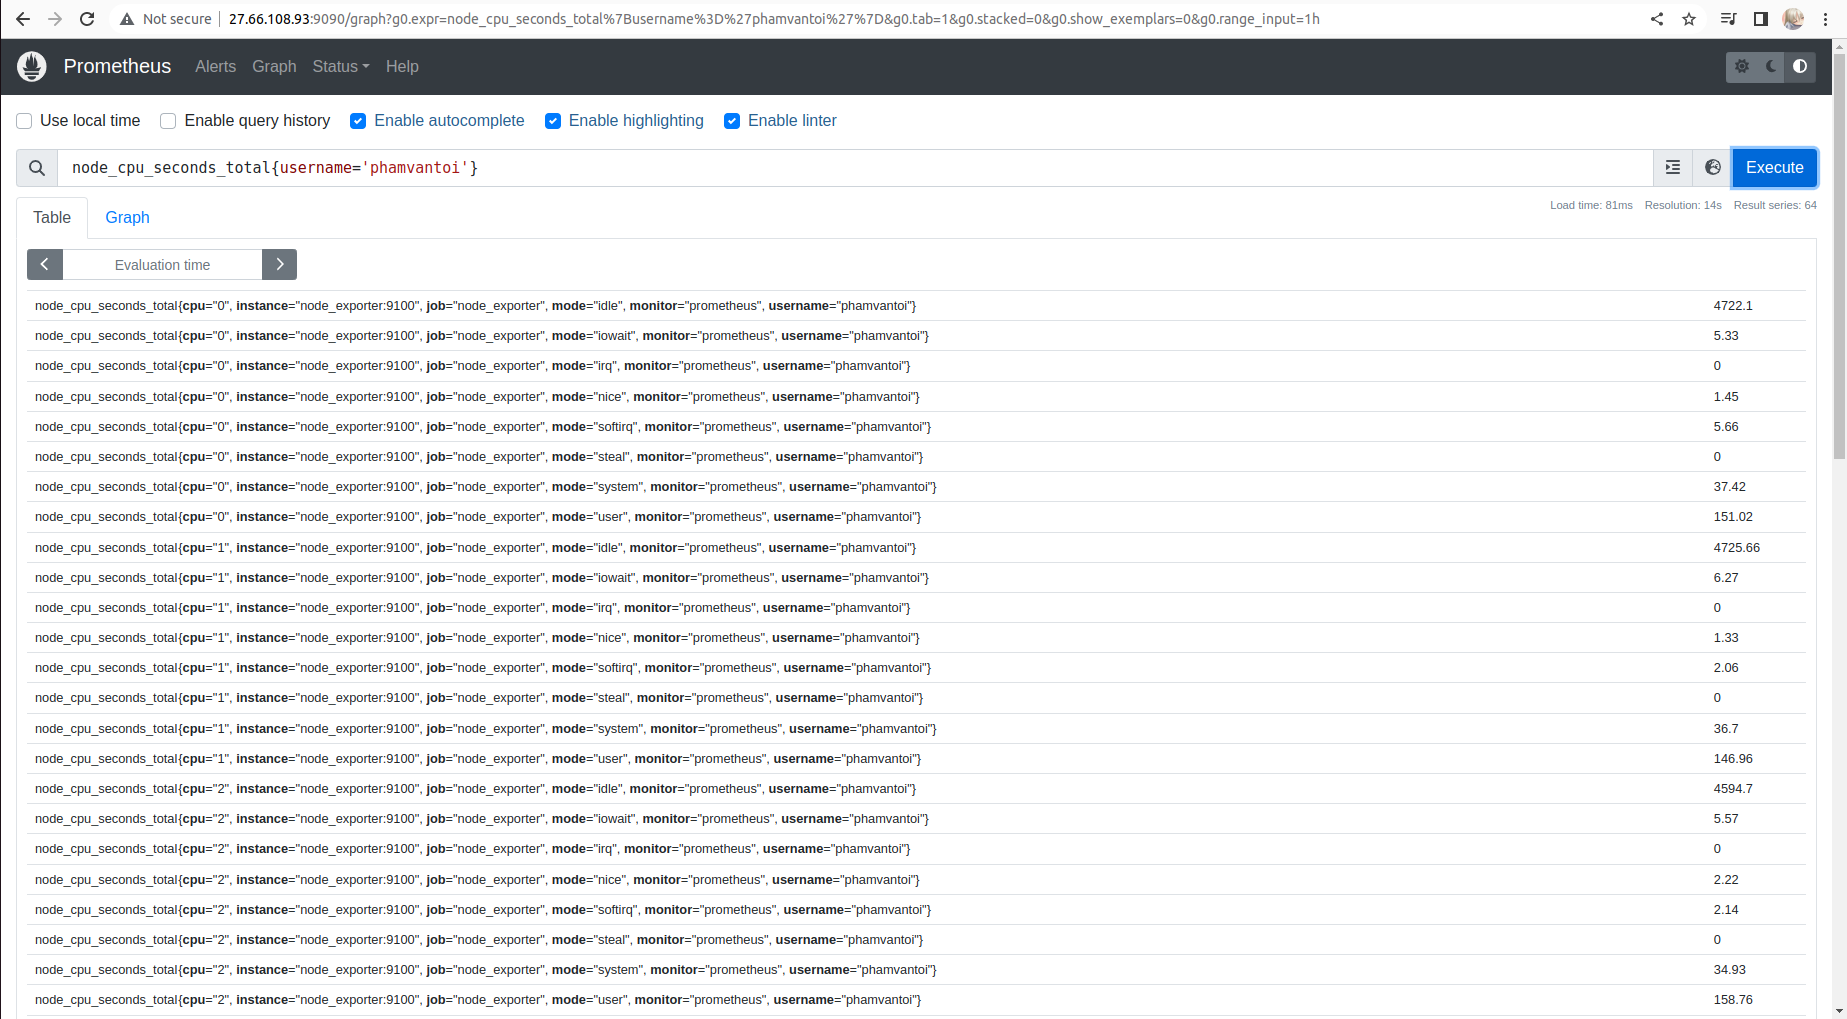 Not secure 27.66.108.93:9090/graph?g0.expr=node_cpu_seconds_total%7Busername%3D%27phamvantoi%27%7D&g0.tab=1&g0.stacked=0&g0.show_exemplars=0&g0.range_input=1h
Prometheus Alerts Graph Status Help
Use local time Enable query history Enable autocomplete Enable highlighting Enable linter
node_cpu_seconds_total{username='phamvantoi'} Execute
Table Graph Load time: 81ms Resolution: 14s Result series: 64
Evaluation time
node_cpu_seconds_total{cpu="0", instance="node_exporter:9100", job="node_exporter", mode="idle", monitor="prometheus", username="phamvantoi"} 4722.1
node_cpu_seconds_total{cpu="0", instance="node_exporter:9100", job="node_exporter", mode="iowait", monitor="prometheus", username="phamvantoi"} 5.33
node_cpu_seconds_total{cpu="0", instance="node_exporter:9100", job="node_exporter", mode="irq", monitor="prometheus", username="phamvantoi"} 0
node_cpu_seconds_total{cpu="0", instance="node_exporter:9100", job="node_exporter", mode="nice", monitor="prometheus", username="phamvantoi"} 1.45
node_cpu_seconds_total{cpu="0", instance="node_exporter:9100", job="node_exporter", mode="softirq", monitor="prometheus", username="phamvantoi"} 5.66
node_cpu_seconds_total{cpu="0", instance="node_exporter:9100", job="node_exporter", mode="steal", monitor="prometheus", username="phamvantoi"} 0
node_cpu_seconds_total{cpu="0", instance="node_exporter:9100", job="node_exporter", mode="system", monitor="prometheus", username="phamvantoi"} 37.42
node_cpu_seconds_total{cpu="0", instance="node_exporter:9100", job="node_exporter", mode="user", monitor="prometheus", username="phamvantoi"} 151.02
node_cpu_seconds_total{cpu="1", instance="node_exporter:9100", job="node_exporter", mode="idle", monitor="prometheus", username="phamvantoi"} 4725.66
node_cpu_seconds_total{cpu="1", instance="node_exporter:9100", job="node_exporter", mode="iowait", monitor="prometheus", username="phamvantoi"} 6.27
node_cpu_seconds_total{cpu="1", instance="node_exporter:9100", job="node_exporter", mode="irq", monitor="prometheus", username="phamvantoi"} 0
node_cpu_seconds_total{cpu="1", instance="node_exporter:9100", job="node_exporter", mode="nice", monitor="prometheus", username="phamvantoi"} 1.33
node_cpu_seconds_total{cpu="1", instance="node_exporter:9100", job="node_exporter", mode="softirq", monitor="prometheus", username="phamvantoi"} 2.06
node_cpu_seconds_total{cpu="1", instance="node_exporter:9100", job="node_exporter", mode="steal", monitor="prometheus", username="phamvantoi"} 0
node_cpu_seconds_total{cpu="1", instance="node_exporter:9100", job="node_exporter", mode="system", monitor="prometheus", username="phamvantoi"} 36.7
node_cpu_seconds_total{cpu="1", instance="node_exporter:9100", job="node_exporter", mode="user", monitor="prometheus", username="phamvantoi"} 146.96
node_cpu_seconds_total{cpu="2", instance="node_exporter:9100", job="node_exporter", mode="idle", monitor="prometheus", username="phamvantoi"} 4594.7
node_cpu_seconds_total{cpu="2", instance="node_exporter:9100", job="node_exporter", mode="iowait", monitor="prometheus", username="phamvantoi"} 5.57
node_cpu_seconds_total{cpu="2", instance="node_exporter:9100", job="node_exporter", mode="irq", monitor="prometheus", username="phamvantoi"} 0
node_cpu_seconds_total{cpu="2", instance="node_exporter:9100", job="node_exporter", mode="nice", monitor="prometheus", username="phamvantoi"} 2.22
node_cpu_seconds_total{cpu="2", instance="node_exporter:9100", job="node_exporter", mode="softirq", monitor="prometheus", username="phamvantoi"} 2.14
node_cpu_seconds_total{cpu="2", instance="node_exporter:9100", job="node_exporter", mode="steal", monitor="prometheus", username="phamvantoi"} 0
node_cpu_seconds_total{cpu="2", instance="node_exporter:9100", job="node_exporter", mode="system", monitor="prometheus", username="phamvantoi"} 34.93
node_cpu_seconds_total{cpu="2", instance="node_exporter:9100", job="node_exporter", mode="user", monitor="prometheus", username="phamvantoi"} 158.76